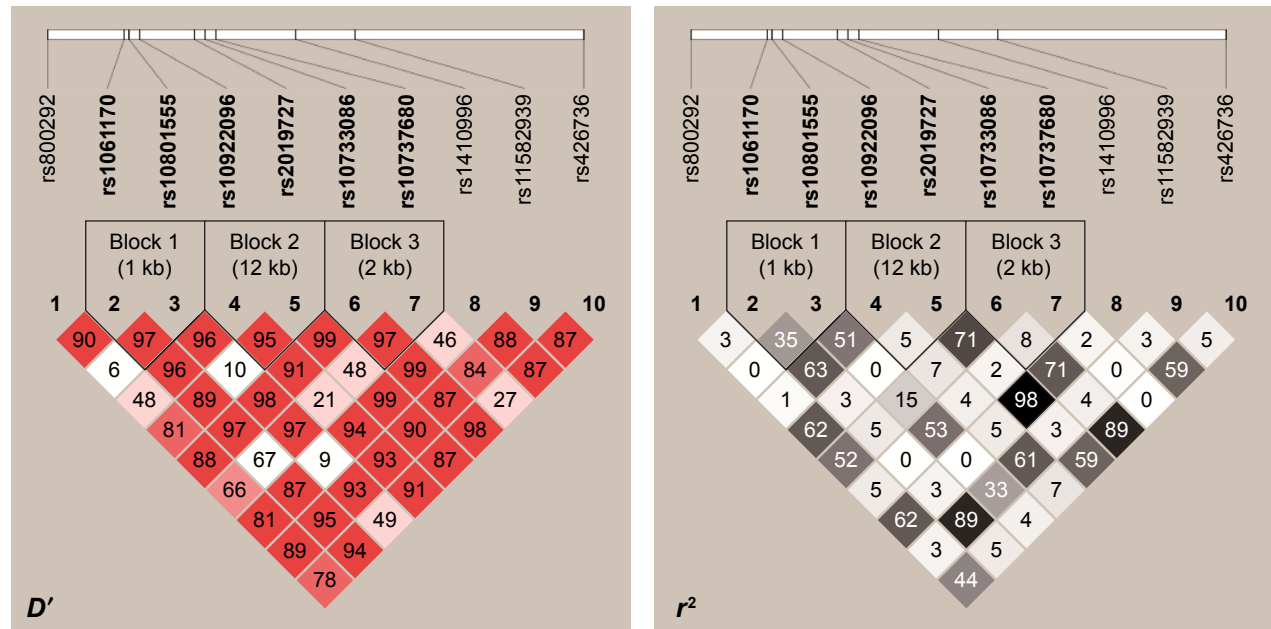 rs800292
rs1061170
rs10801555
rs10922096
rs2019727
rs10733086
rs10737680
rs1410996
rs11582939
rs426736
Block 1 Block 2 Block 3
(1 kb) (12 kb) (2 kb)
1 2 3 4 5 6 7 8 9 10
90 97 96 95 99 97 46 88 87
6 96 10 91 48 99 84 87
48 89 98 21 99 87 27
81 97 97 94 90 98
88 67 9 93 87
66 87 93 91
81 95 49
89 94
78
D′
rs800292
rs1061170
rs10801555
rs10922096
rs2019727
rs10733086
rs10737680
rs1410996
rs11582939
rs426736
Block 1 Block 2 Block 3
(1 kb) (12 kb) (2 kb)
1 2 3 4 5 6 7 8 9 10
3 35 51 5 71 8 2 3 5
0 63 0 7 2 71 0 59
1 3 15 4 98 4 0
62 5 53 5 3 89
52 0 0 61 59
5 3 33 7
62 89 4
3 5
44
r²